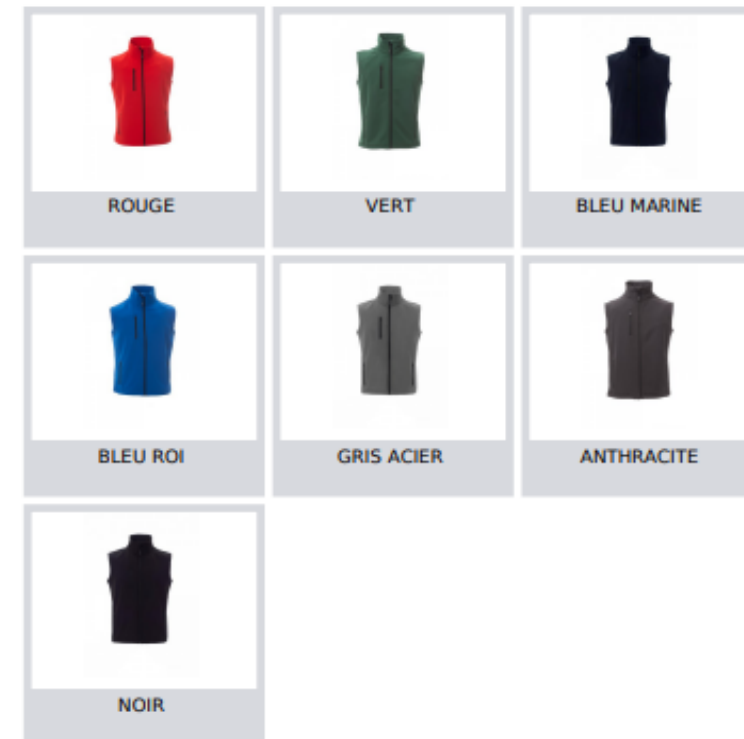 ROUGE
VERT
BLEU MARINE
BLEU ROI
GRIS ACIER
ANTHRACITE
NOIR